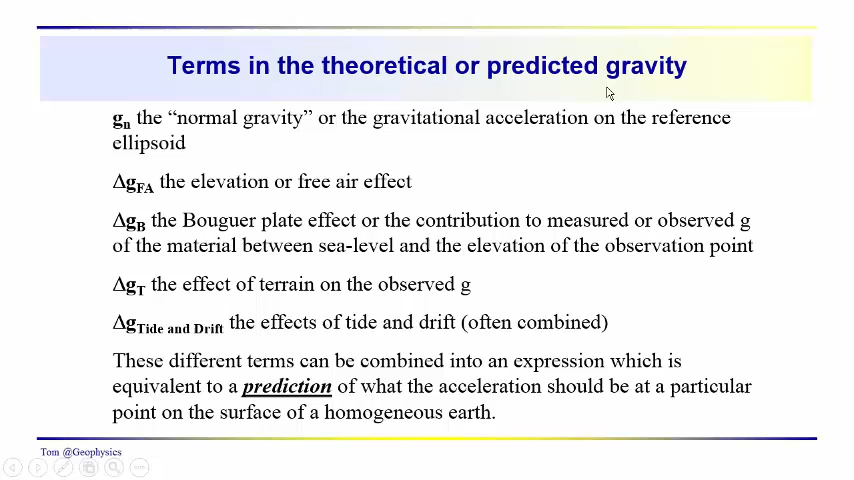 Terms in the theoretical or predicted gravity
gn the “normal gravity” or the gravitational acceleration on the reference
ellipsoid
ΔgFA the elevation or free air effect
ΔgB the Bouguer plate effect or the contribution to measured or observed g
of the material between sea-level and the elevation of the observation point
ΔgT the effect of terrain on the observed g
ΔgTide and Drift the effects of tide and drift (often combined)
These different terms can be combined into an expression which is
equivalent to a prediction of what the acceleration should be at a particular
point on the surface of a homogeneous earth.
Tom @Geophysics